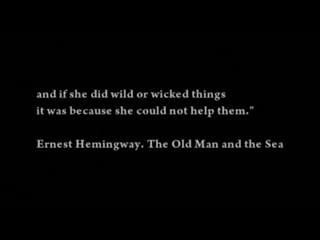 and if she did wild or wicked things
it was because she could not help them."
Ernest Hemingway. The Old Man and the Sea